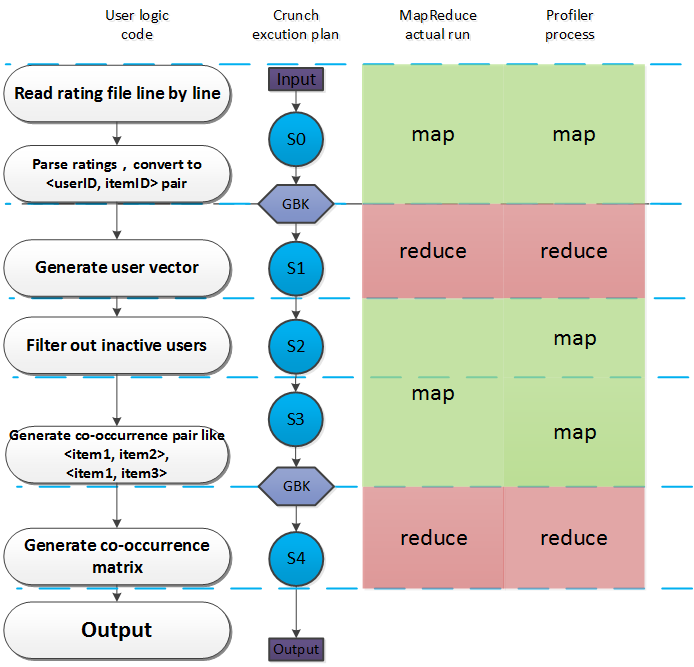 User logic
code
Crunch
excution plan
MapReduce
actual run
Profiler
process
Read rating file line by line
Input
S0
map
map
Parse ratings , convert to
<userID, itemID> pair
GBK
Generate user vector
S1
reduce
reduce
Filter out inactive users
S2
map
map
S3
map
Generate co-occurrence pair like
<item1, item2>,
<item1, item3>
GBK
Generate co-occurrence
matrix
S4
reduce
reduce
Output
Output